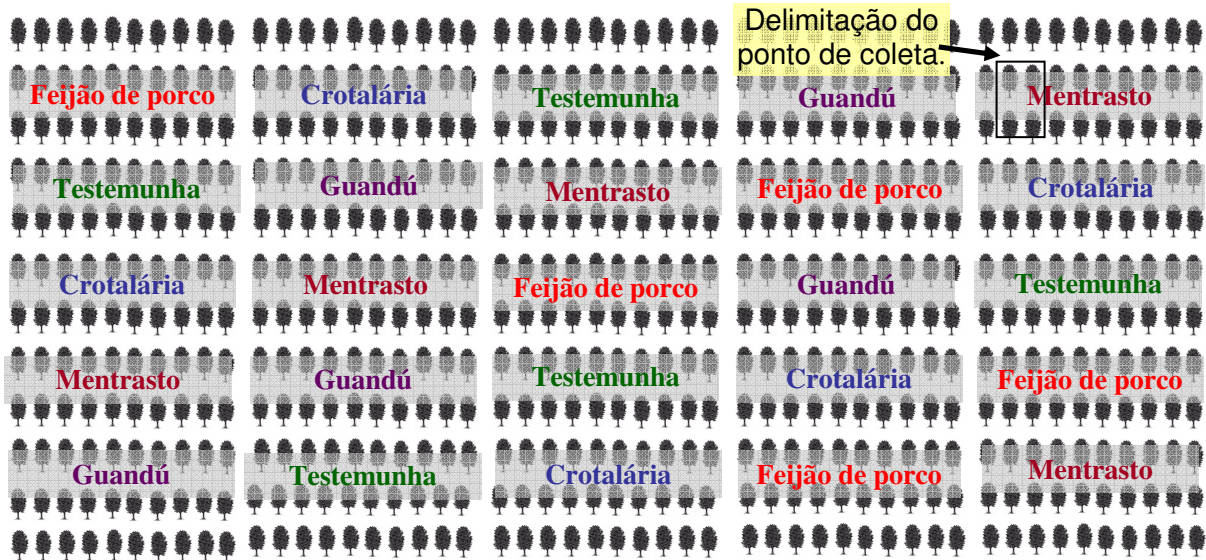 Delimitação do
ponto de coleta.
Feijão de porco Crotalária Testemunha Guandú Mentrasto
Testemunha Guandú Mentrasto Feijão de porco Crotalária
Crotalária Mentrasto Feijão de porco Guandú Testemunha
Mentrasto Guandú Testemunha Crotalária Feijão de porco
Guandú Testemunha Crotalária Feijão de porco Mentrasto